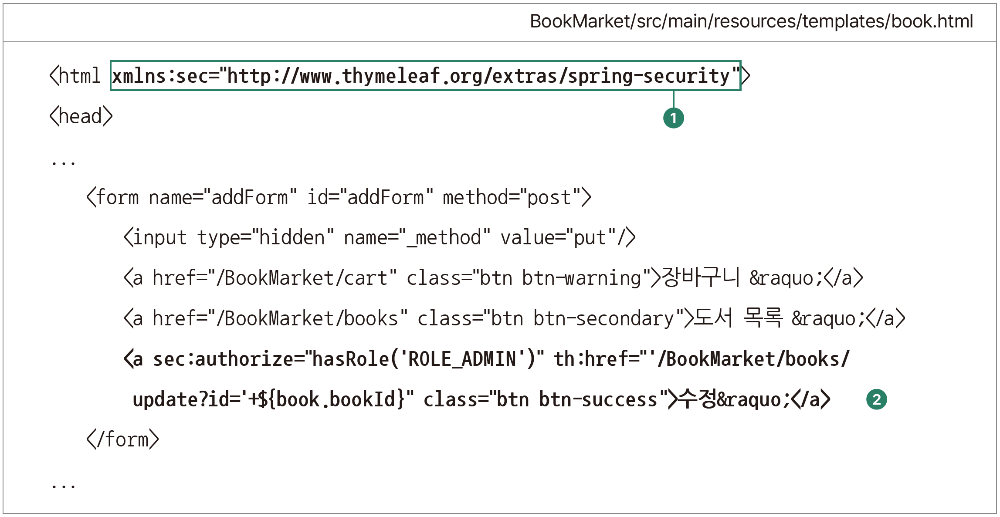 BookMarket/src/main/resources/templates/book.html
<html xmlns:sec="http://www.thymeleaf.org/extras/spring-security">
<head>
1
...
<form name="addForm" id="addForm" method="post">
<input type="hidden" name="_method" value="put"/>
<a href="/BookMarket/cart" class="btn btn-warning">장바구니 &raquo;</a>
<a href="/BookMarket/books" class="btn btn-secondary">도서 목록 &raquo;</a>
<a sec:authorize="hasRole('ROLE_ADMIN')" th:href="'/BookMarket/books/
update?id='+${book.bookId}" class="btn btn-success">수정&raquo;</a> 2
</form>
...